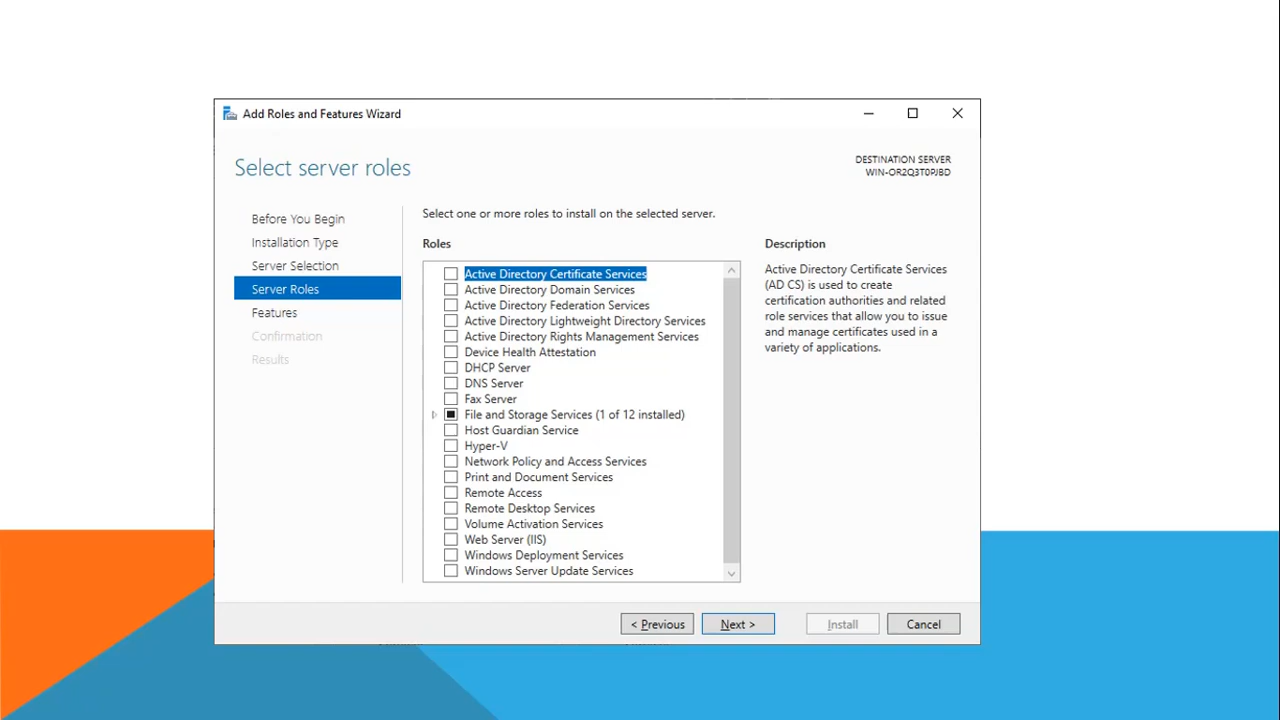 Add Roles and Features Wizard
Select server roles
DESTINATION SERVER
WIN-OR2Q3T0PJBD
Before You Begin
Installation Type
Server Selection
Server Roles
Features
Confirmation
Results
Select one or more roles to install on the selected server.
Roles
Active Directory Certificate Services
Active Directory Domain Services
Active Directory Federation Services
Active Directory Lightweight Directory Services
Active Directory Rights Management Services
Device Health Attestation
DHCP Server
DNS Server
Fax Server
File and Storage Services (1 of 12 installed)
Host Guardian Service
Hyper-V
Network Policy and Access Services
Print and Document Services
Remote Access
Remote Desktop Services
Volume Activation Services
Web Server (IIS)
Windows Deployment Services
Windows Server Update Services
Description
Active Directory Certificate Services
(AD CS) is used to create
certification authorities and related
role services that allow you to issue
and manage certificates used in a
variety of applications.
< Previous
Next >
Install
Cancel